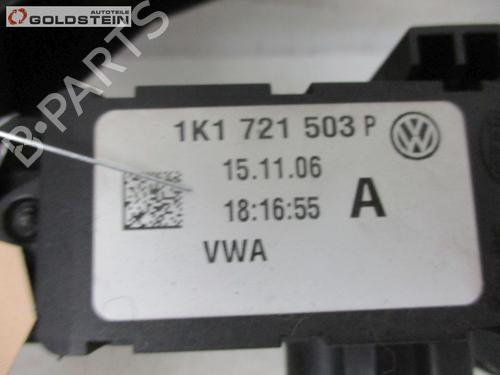 Autoteile
GOLDSTEIN
B-PARTS
1K1 721 503 P
15.11.06
18:16:55 A
VWA